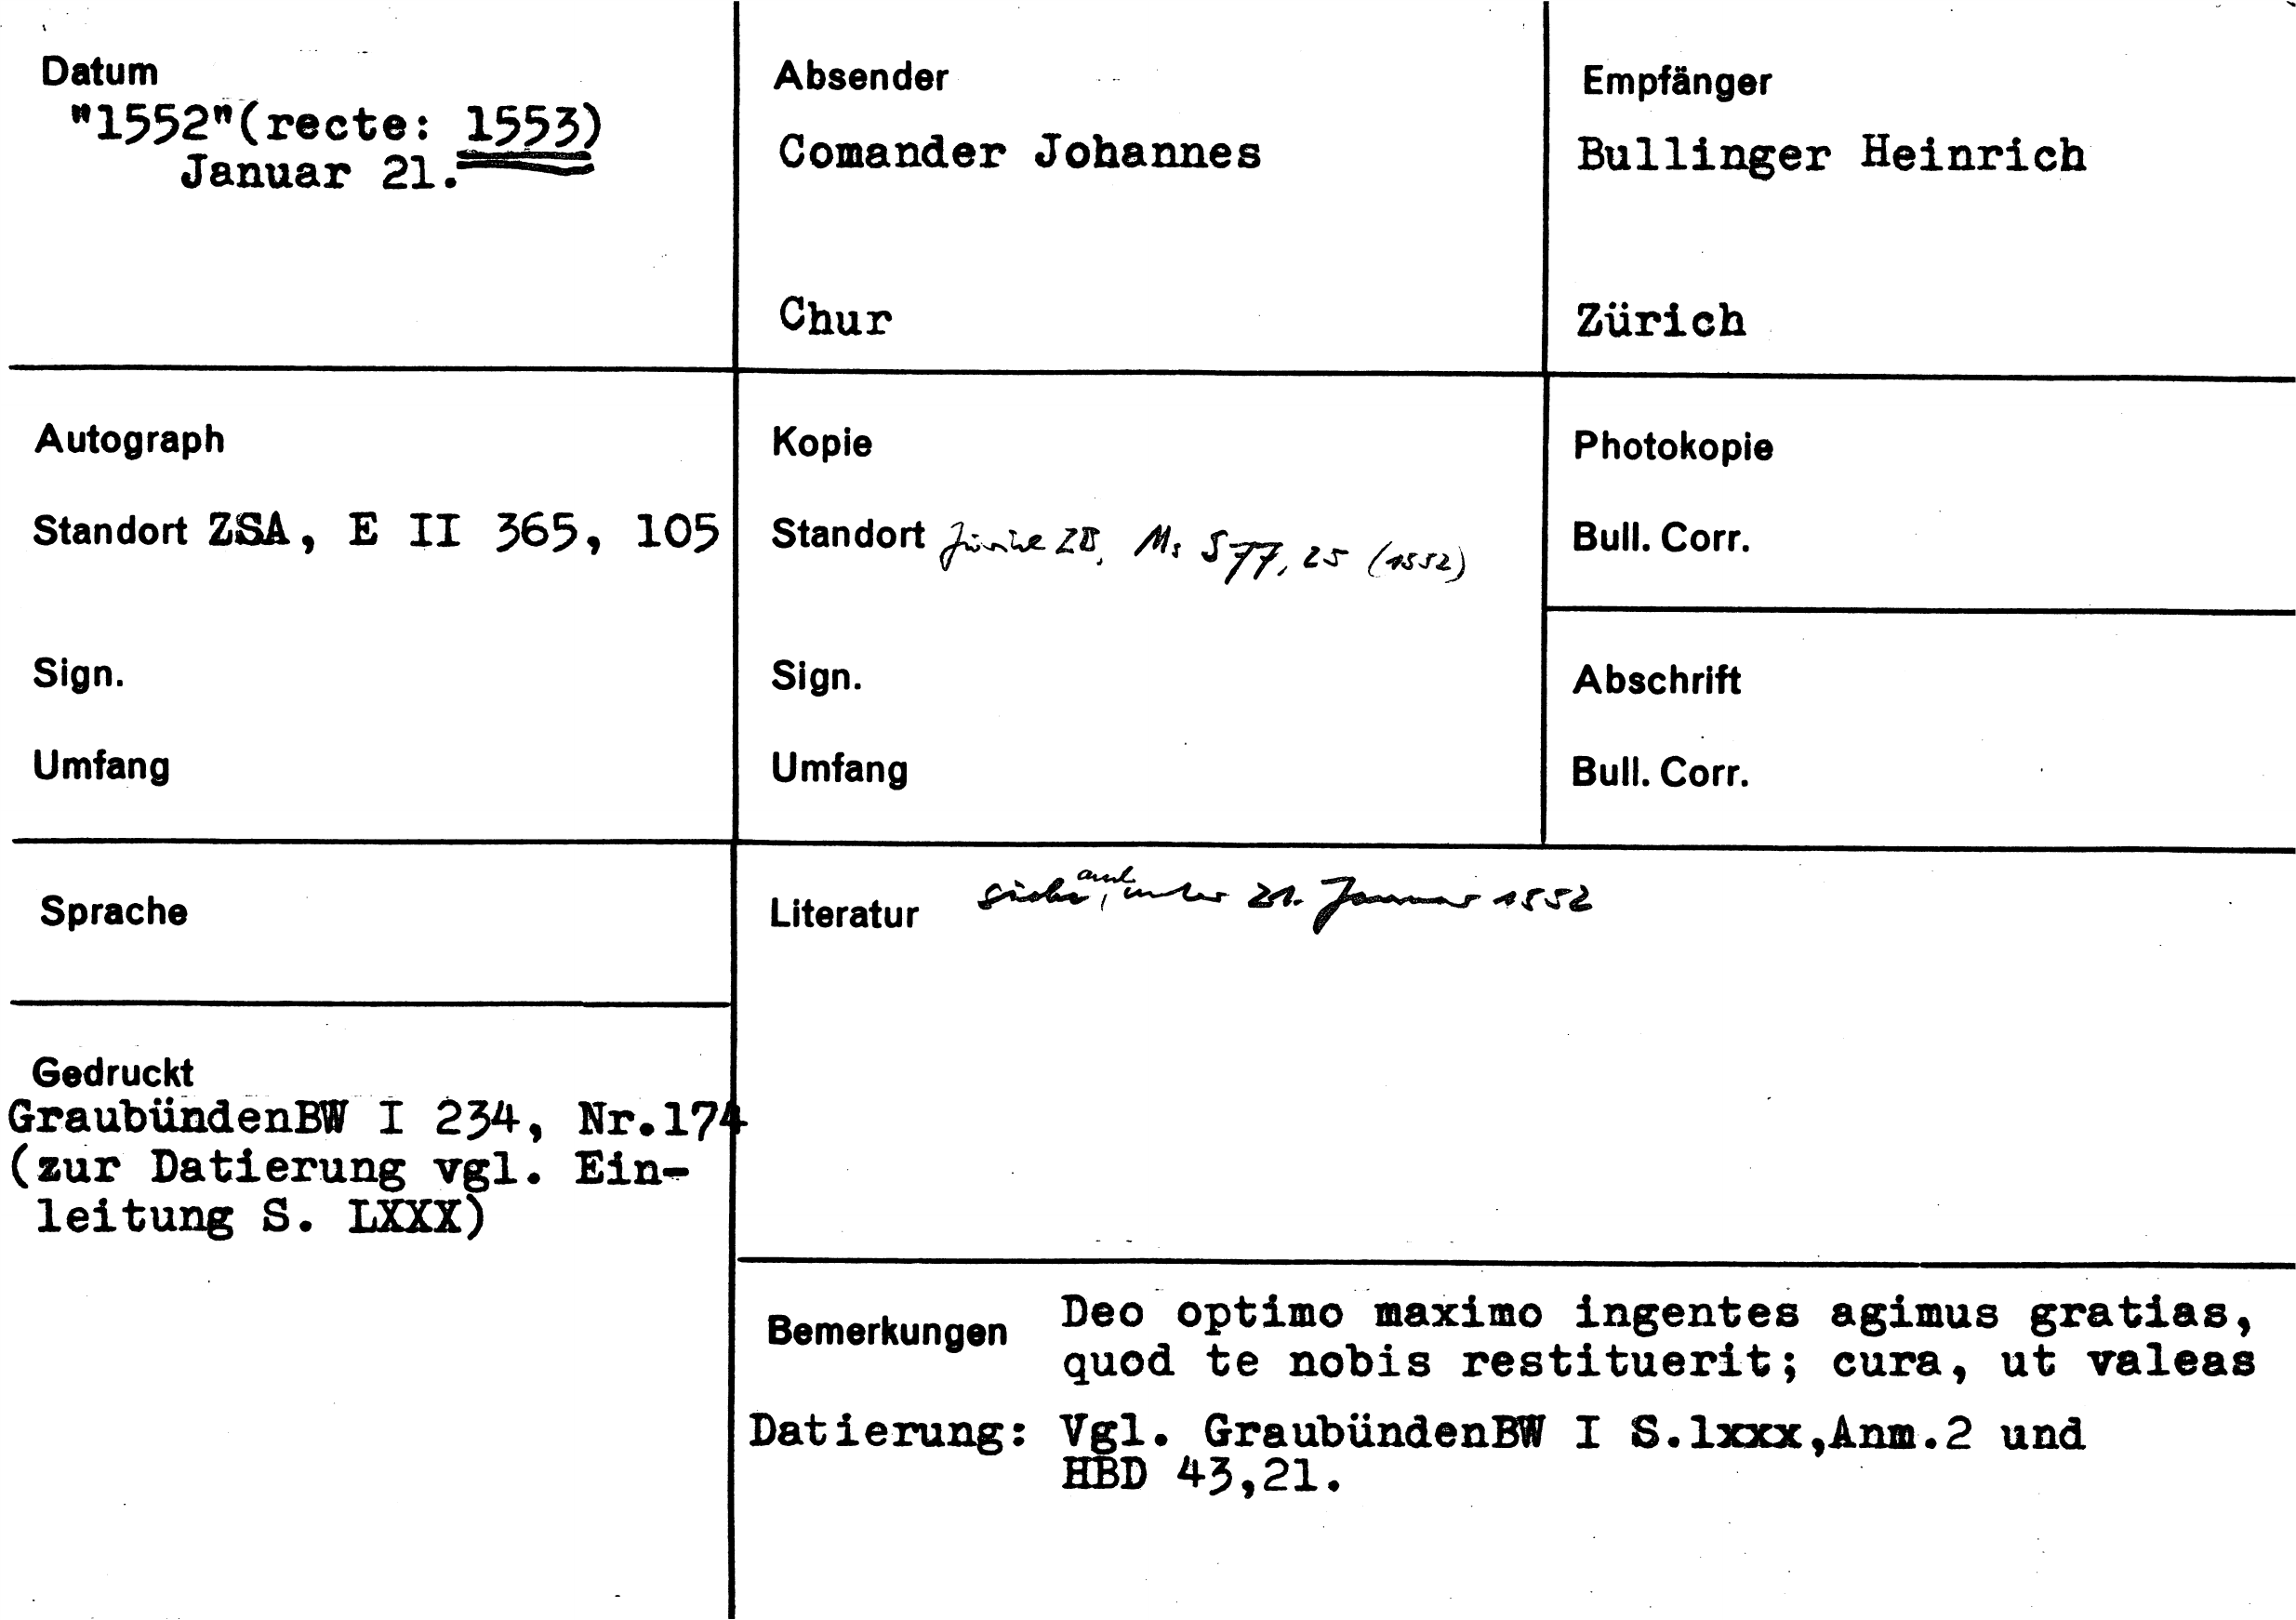 Datum
"1552"(recte: 1553)
Januar 21.
Absender
Comander Johannes
Chur
Empfänger
Bullinger Heinrich
Zürich
Autograph
Standort ZSA, E II 365, 105
Sign.
Umfang
Kopie
Standort Zürich ZB, Ms S 77, 25 (1552)
Sign.
Umfang
Photokopie
Bull. Corr.
Abschrift
Bull. Corr.
Sprache
Literatur siehe auch unter 21. Januar 1552
Gedruckt
GraubündenBW I 234, Nr.174
(zur Datierung vgl. Ein-
leitung S. LXXX)
Bemerkungen Deo optimo maximo ingentes agimus gratias,
quod te nobis restituerit; cura, ut valeas
Datierung: Vgl. GraubündenBW I S.lxxx,Anm.2 und
HBD 43,21.